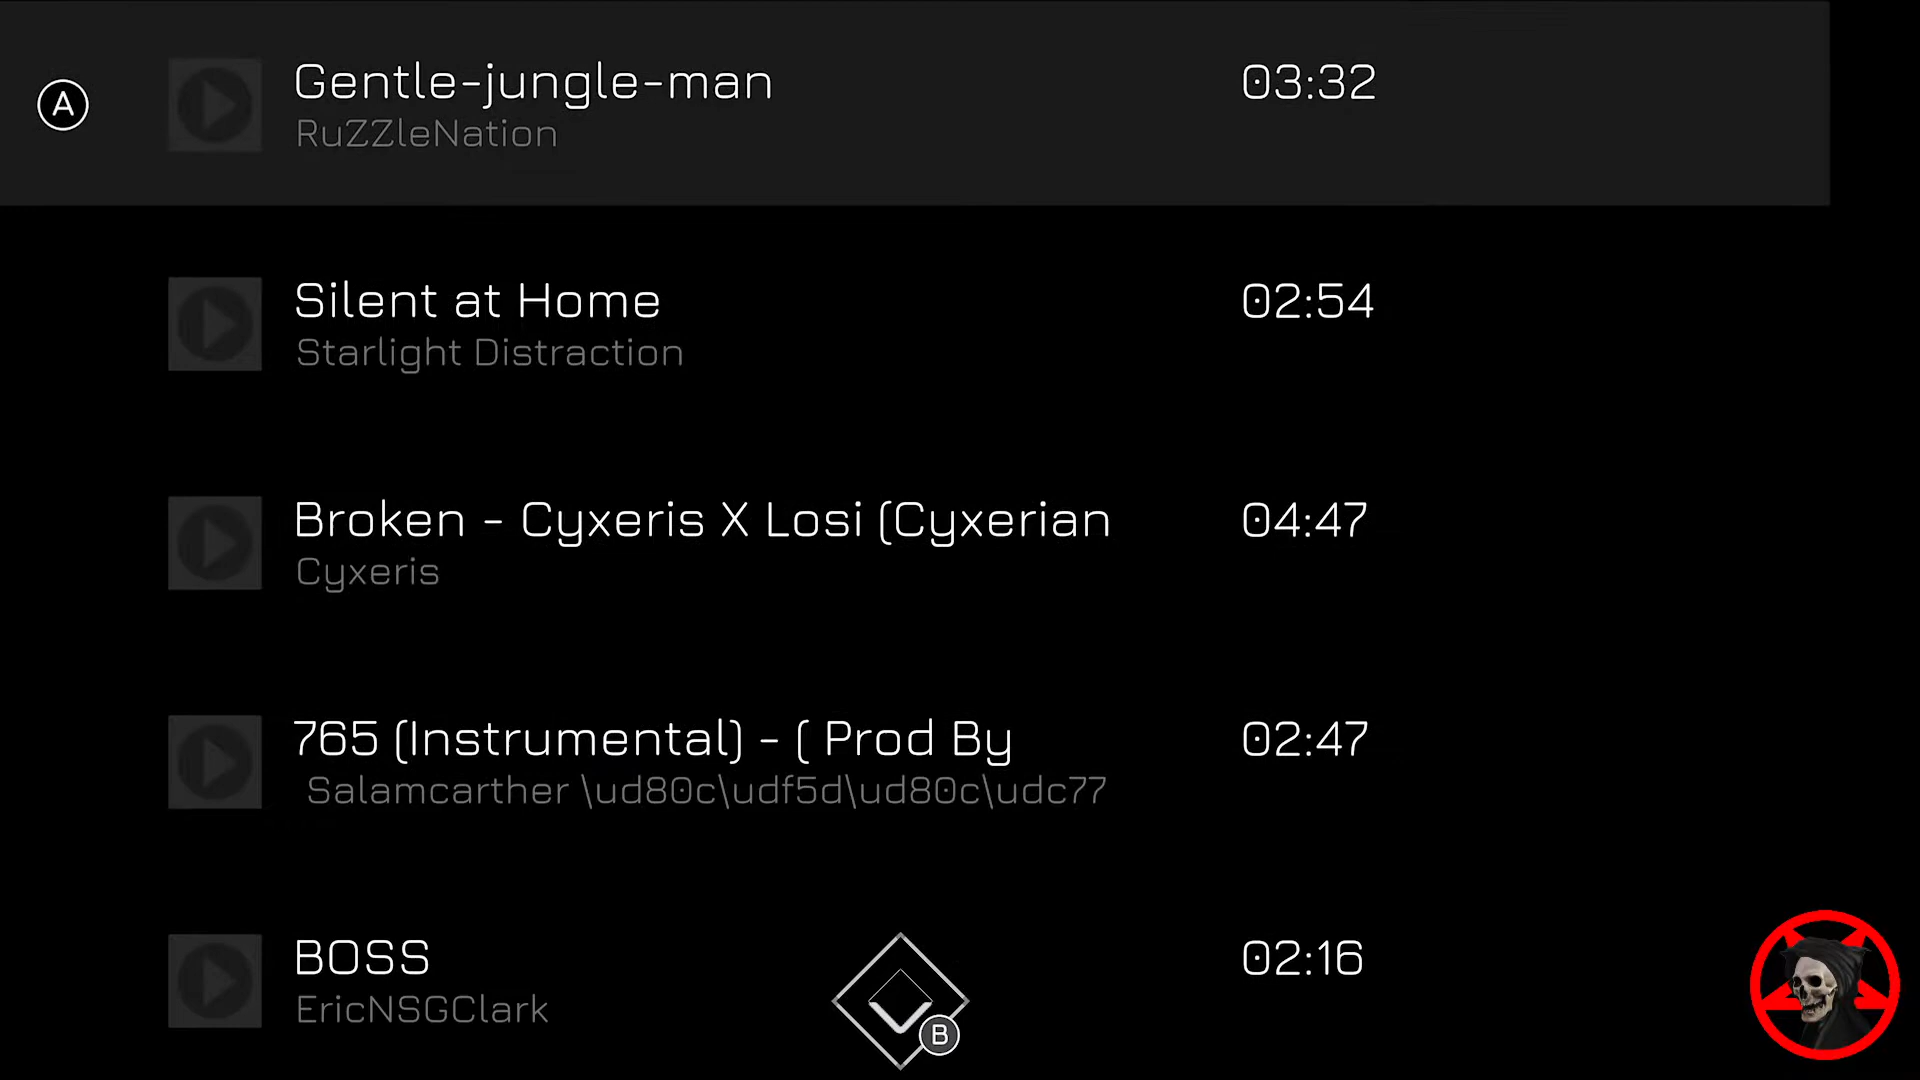 A
Gentle-jungle-man
03:32
RuZZleNation
Silent at Home
02:54
Starlight Distraction
Broken - Cyxeris X Losi (Cyxerian
04:47
Cyxeris
765 (Instrumental) - ( Prod By
02:47
Salamcarther \ud80c\udf5d\ud80c\udc77
BOSS
02:16
EricNSGClark
B